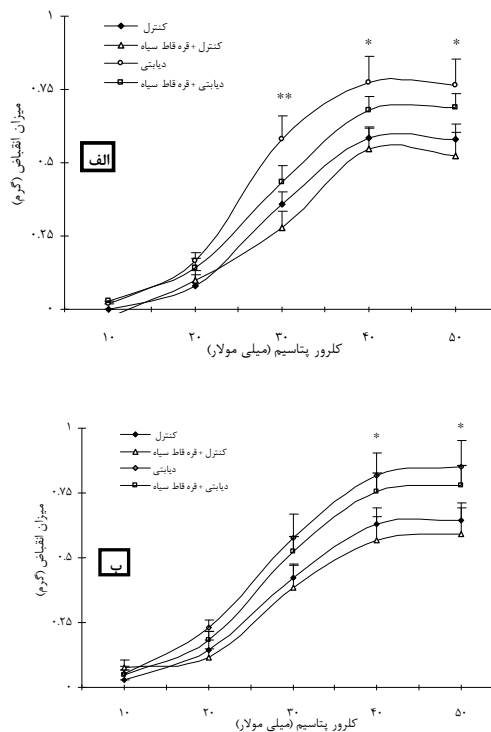 ۱
کنترل
کنترل + قره قاط سیاه
دیابتی
دیابتی + قره قاط سیاه
*
*
**
۰.۷۵
الف
۰.۵
میزان انقباض (گرم)
۰.۲۵
۰
۱۰ ۲۰ ۳۰ ۴۰ ۵۰
کلرور پتاسیم (میلی مولار)
۱
کنترل
کنترل + قره قاط سیاه
دیابتی
دیابتی + قره قاط سیاه
*
*
۰.۷۵
ب
۰.۵
میزان انقباض (گرم)
۰.۲۵
۰
۱۰ ۲۰ ۳۰ ۴۰ ۵۰
کلرور پتاسیم (میلی مولار)